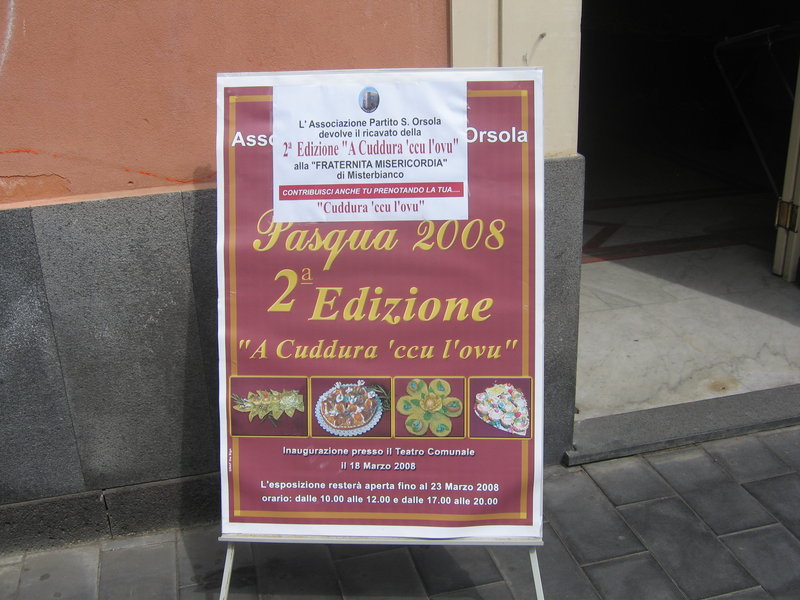 L' Associazione Partito S. Orsola
devolve il ricavato della
2ª Edizione "A Cuddura 'ccu l'ovu"
alla "FRATERNITA MISERICORDIA"
di Misterbianco
CONTRIBUISCI ANCHE TU PRENOTANDO LA TUA....
"Cuddura 'ccu l'ovu"
Asso Orsola
Pasqua 2008
2ª Edizione
"A Cuddura 'ccu l'ovu"
Inaugurazione presso il Teatro Comunale
il 18 Marzo 2008
L'esposizione resterà aperta fino al 23 Marzo 2008
orario: dalle 10.00 alle 12.00 e dalle 17.00 alle 20.00